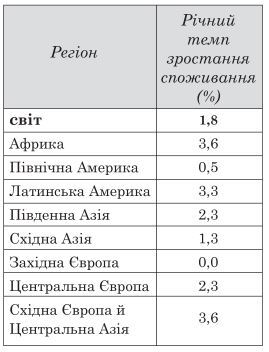 Регіон
Річний
темп
зростання
споживання
(%)
світ 1,8
Африка 3,6
Північна Америка 0,5
Латинська Америка 3,3
Південна Азія 2,3
Східна Азія 1,3
Західна Європа 0,0
Центральна Європа 2,3
Східна Європа й
Центральна Азія 3,6